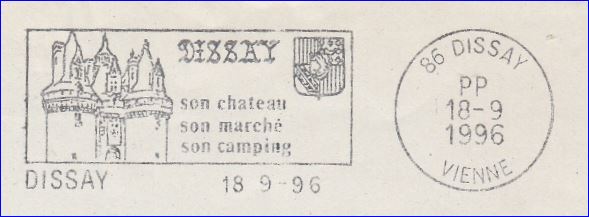 DISSAY
son chateau
son marché
son camping
DISSAY 18 9-96
86 DISSAY
PP
18-9
1996
VIENNE